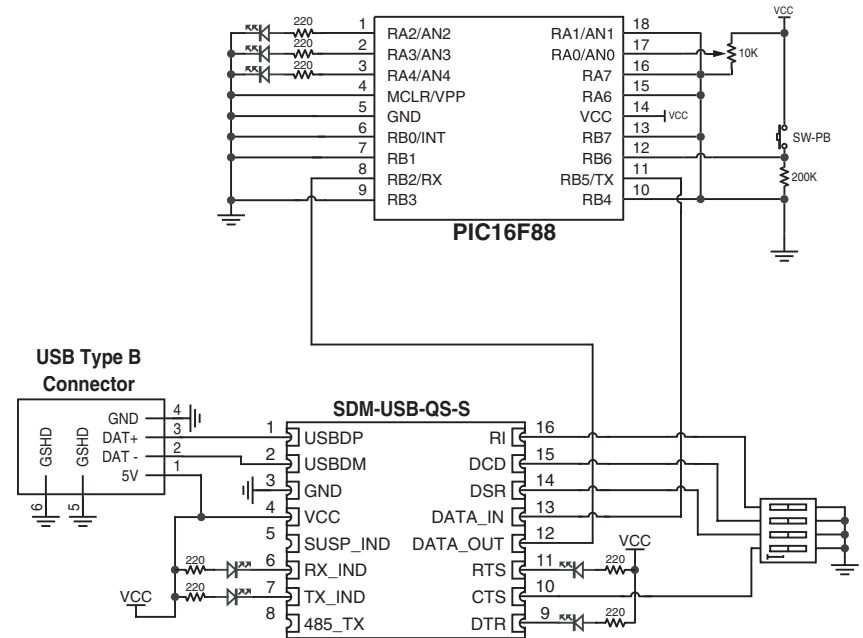 220 1 RA2/AN2 RA1/AN1 18 VCC
220 2 RA3/AN3 RA0/AN0 17 10K
220 3 RA4/AN4 RA7 16
4 MCLR/VPP RA6 15
5 GND VCC 14 VCC
6 RB0/INT RB7 13 SW-PB
7 RB1 RB6 12
8 RB2/RX RB5/TX 11 200K
9 RB3 RB4 10
PIC16F88
USB Type B
Connector
GSHD
GSHD
GND 4
DAT+ 3
DAT - 2
5V 1
6
5
SDM-USB-QS-S
1 USBDP RI 16
2 USBDM DCD 15
3 GND DSR 14
4 VCC DATA_IN 13
5 SUSP_IND DATA_OUT 12 VCC
220 6 RX_IND RTS 11 220
220 7 TX_IND CTS 10
VCC
8 485_TX DTR 9 220